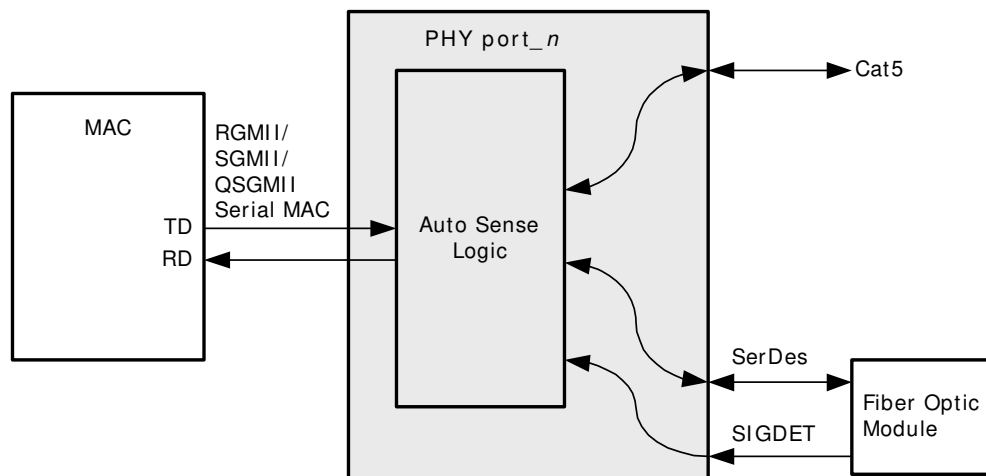 PHY port_n
Cat5
MAC
RGMII/
SGMII/
QSGMII
Serial MAC
TD
RD
Auto Sense
Logic
SerDes
SIGDET
Fiber Optic
Module